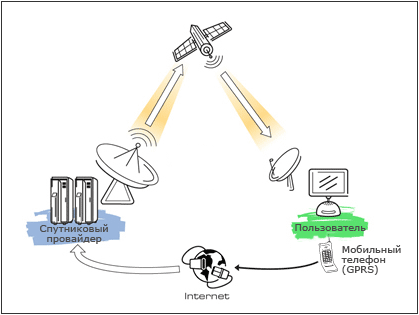 Спутниковый
провайдер
Пользователь
Мобильный
телефон
(GPRS)
Internet